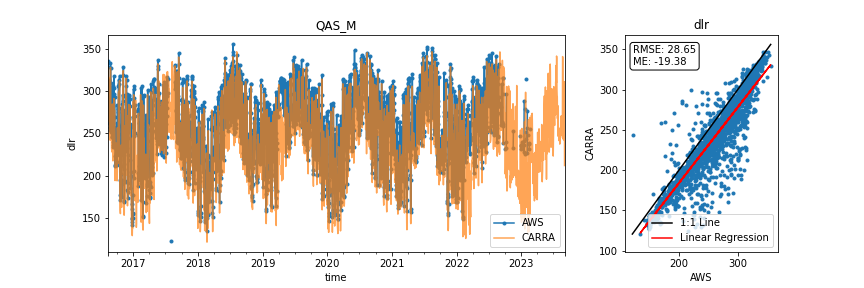 QAS_M
dlr
350
300
250
200
150
2017
2018
2019
2020
2021
2022
2023
time
AWS
CARRA
dlr
RMSE: 28.65
ME: -19.38
CARRA
350
300
250
200
150
100
200
300
AWS
1:1 Line
Linear Regression